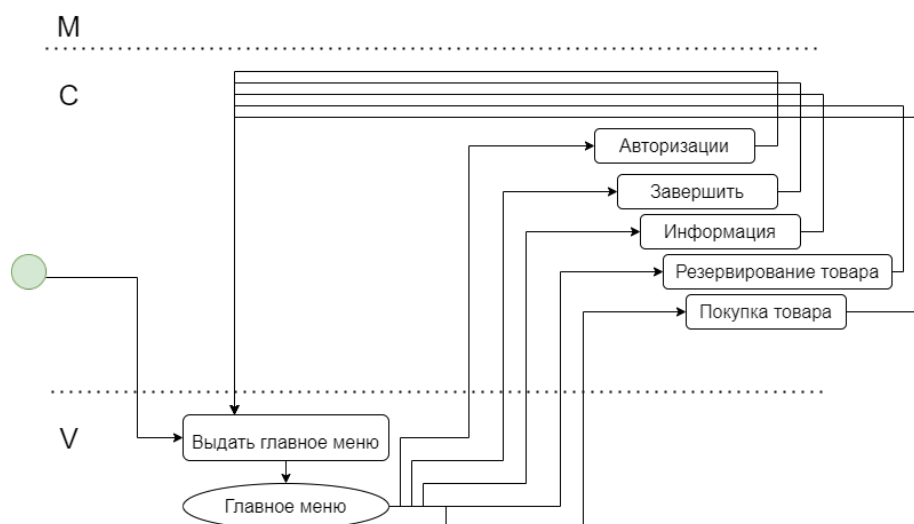 M
C
Авторизации
Завершить
Информация
Резервирование товара
Покупка товара
V
Выдать главное меню
Главное меню